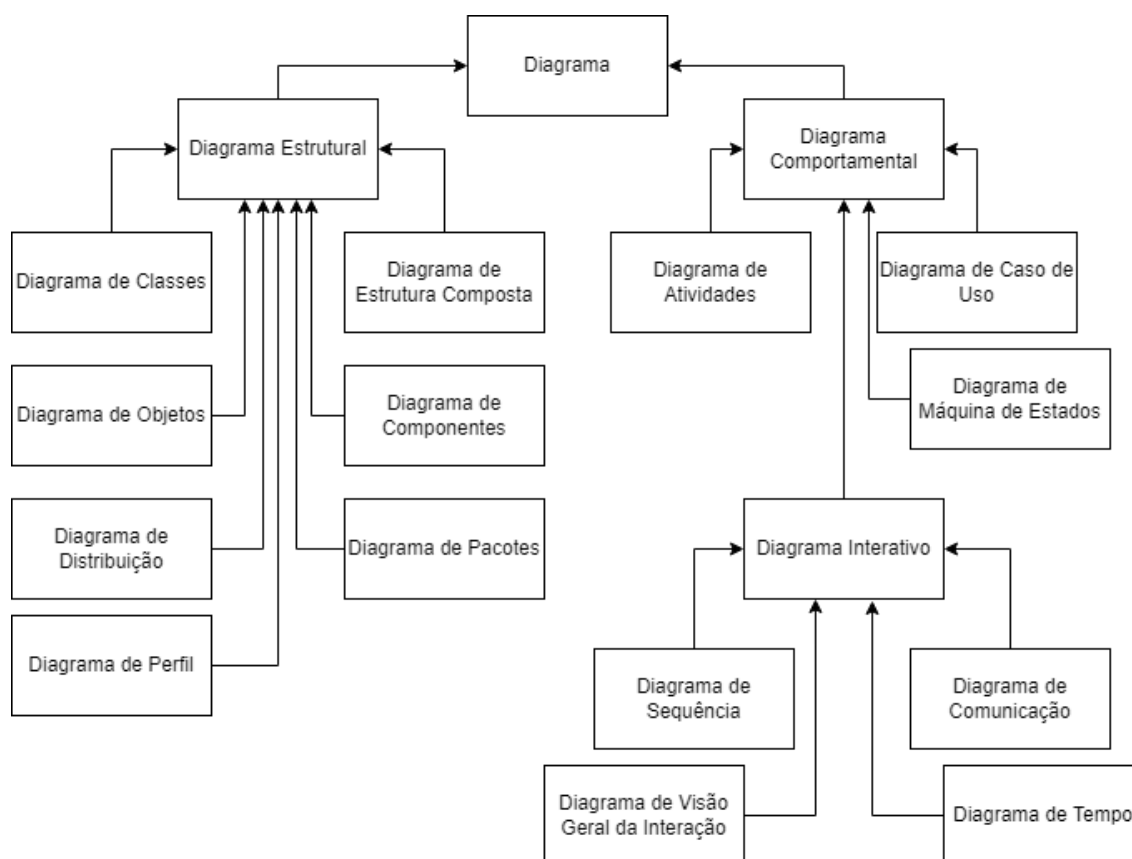 Diagrama
Diagrama Estrutural
Diagrama
Comportamental
Diagrama de Classes
Diagrama de
Estrutura Composta
Diagrama de
Atividades
Diagrama de Caso de
Uso
Diagrama de Objetos
Diagrama de
Componentes
Diagrama de
Máquina de Estados
Diagrama de
Distribuição
Diagrama de Pacotes
Diagrama Interativo
Diagrama de Perfil
Diagrama de
Sequência
Diagrama de
Comunicação
Diagrama de Visão
Geral da Interação
Diagrama de Tempo